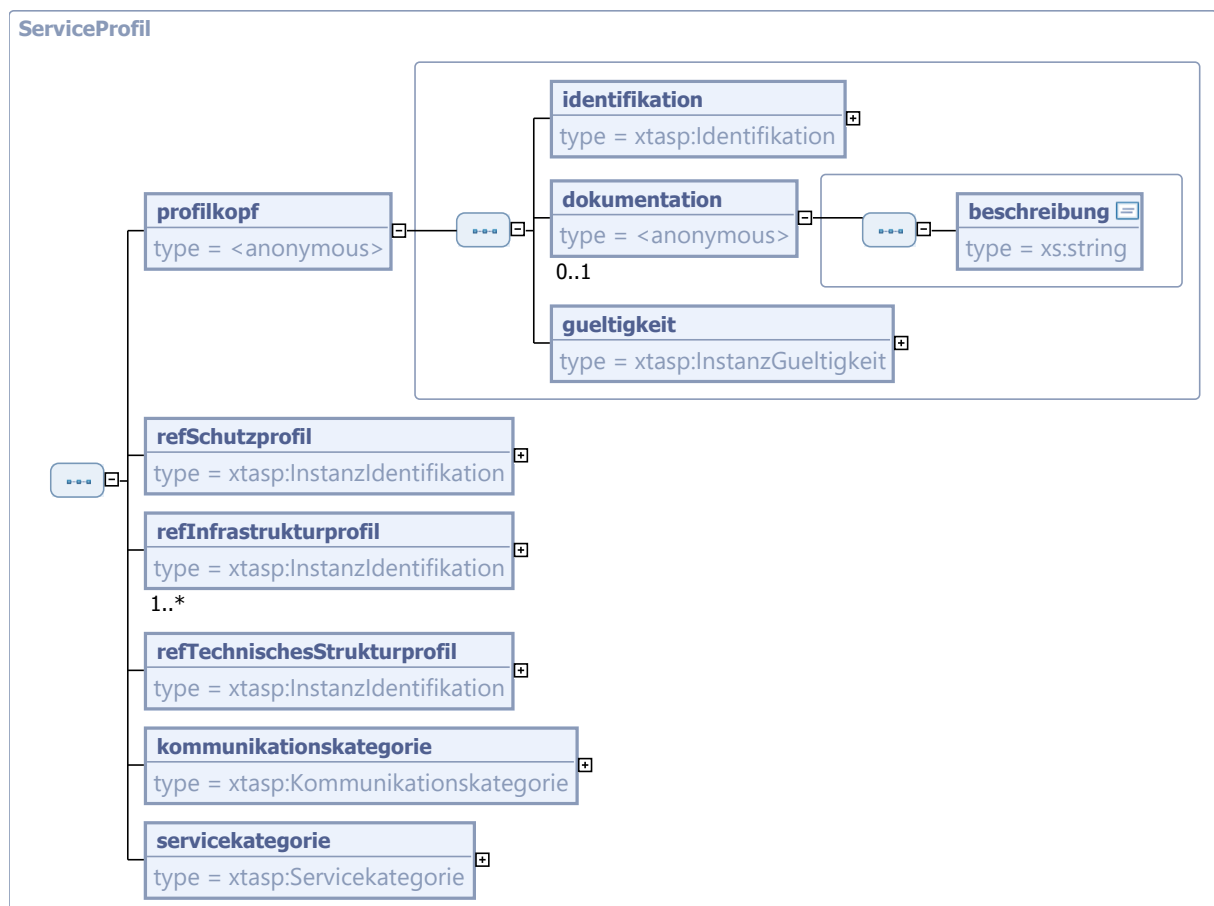 ServiceProfil
identifikation
type = xtasp:Identifikation
profilkopf
type = <anonymous>
dokumentation
type = <anonymous>
0..1
beschreibung
type = xs:string
gueltigkeit
type = xtasp:InstanzGueltigkeit
refSchutzprofil
type = xtasp:InstanzIdentifikation
refInfrastrukturprofil
type = xtasp:InstanzIdentifikation
1..*
refTechnischesStrukturprofil
type = xtasp:InstanzIdentifikation
kommunikationskategorie
type = xtasp:Kommunikationskategorie
servicekategorie
type = xtasp:Servicekategorie